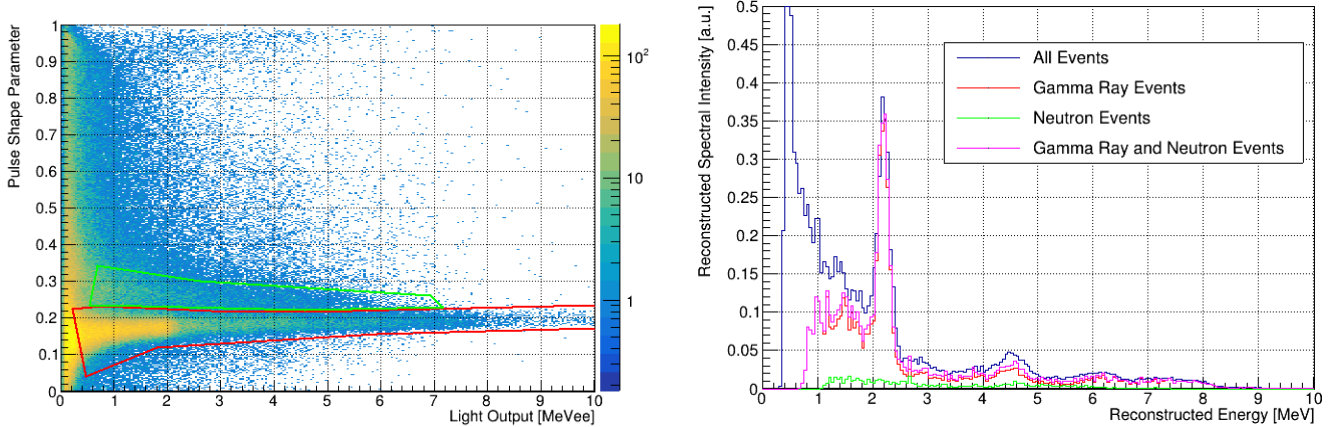 Pulse Shape Parameter
1
0.9
0.8
0.7
0.6
0.5
0.4
0.3
0.2
0.1
0
0 1 2 3 4 5 6 7 8 9 10
Light Output [MeVee]
10²
10
1
Reconstructed Spectral Intensity [a.u.]
0.5
0.45
0.4
0.35
0.3
0.25
0.2
0.15
0.1
0.05
0
0 1 2 3 4 5 6 7 8 9 10
Reconstructed Energy [MeV]
All Events
Gamma Ray Events
Neutron Events
Gamma Ray and Neutron Events